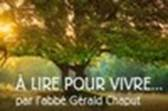 À LIRE POUR VIVRE...
par l'abbé Gérald Chaput